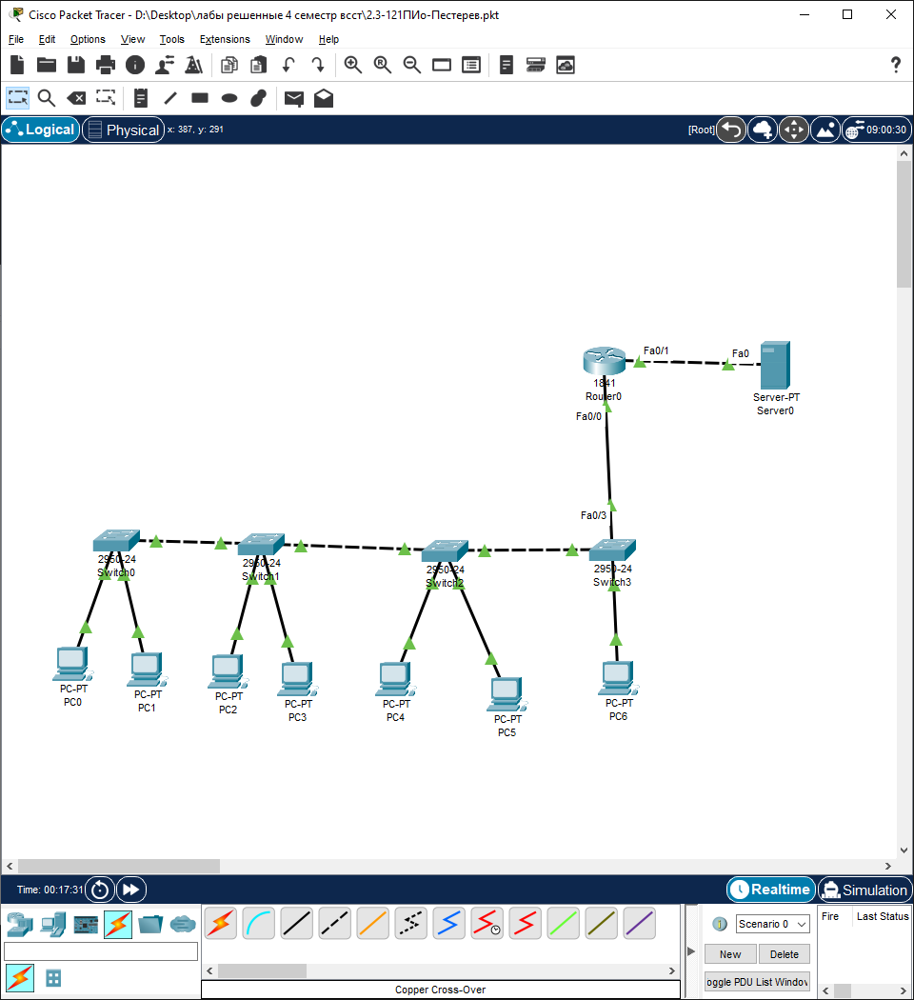 Cisco Packet Tracer - D:\Desktop\лабы решенные 4 семестр всст\2.3-121ПИо-Пестерев.pkt
File Edit Options View Tools Extensions Window Help
Logical Physical x: 387, y: 291 [Root] 09:00:30
Fa0/1 Fa0
1841
Router0
Server-PT
Server0
Fa0/0
Fa0/3
2950-24
Switch0
2950-24
Switch1
2950-24
Switch2
2950-24
Switch3
PC-PT
PC0
PC-PT
PC1
PC-PT
PC2
PC-PT
PC3
PC-PT
PC4
PC-PT
PC5
PC-PT
PC6
Time: 00:17:31 Realtime Simulation
Scenario 0
Fire Last Status
New Delete
oggle PDU List Window
Copper Cross-Over